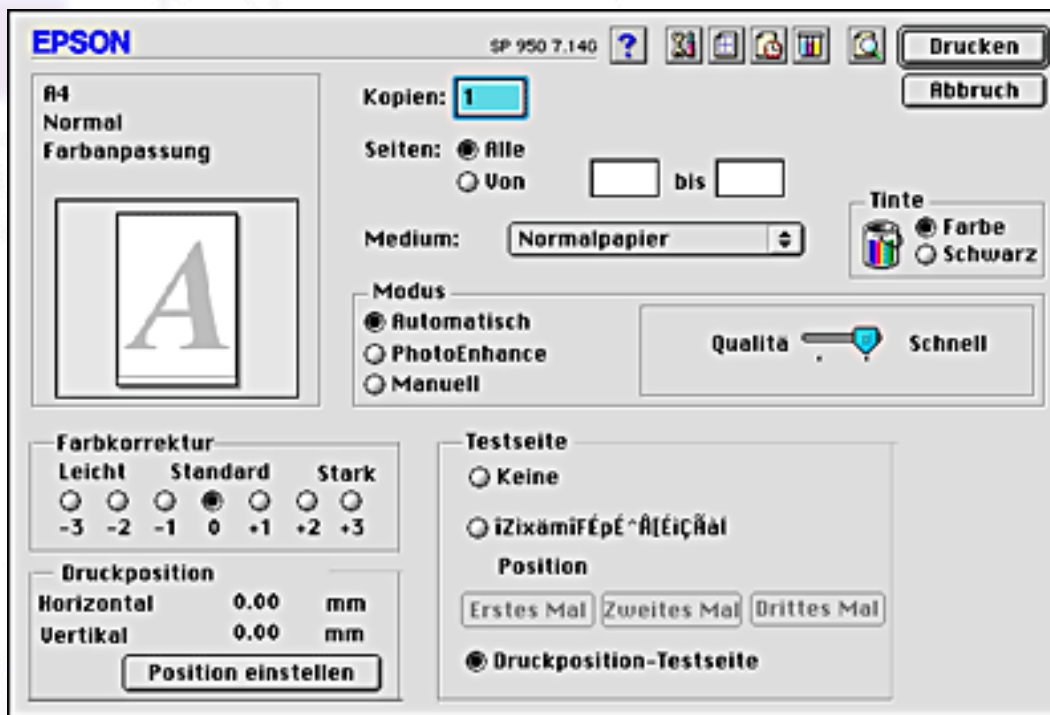 EPSON
SP 950 7.140
?
Drucken
Abbruch
A4
Normal
Farbanpassung
A
Kopien: 1
Seiten: Alle
Von bis
Medium: Normalpapier
Tinte
Farbe
Schwarz
Modus
Automatisch
PhotoEnhance
Manuell
Qualitä Schnell
Farbkorrektur
Leicht Standard Stark
-3 -2 -1 0 +1 +2 +3
Druckposition
Horizontal 0.00 mm
Vertikal 0.00 mm
Position einstellen
Testseite
Keine
Position
Erstes Mal Zweites Mal Drittes Mal
Druckposition-Testseite